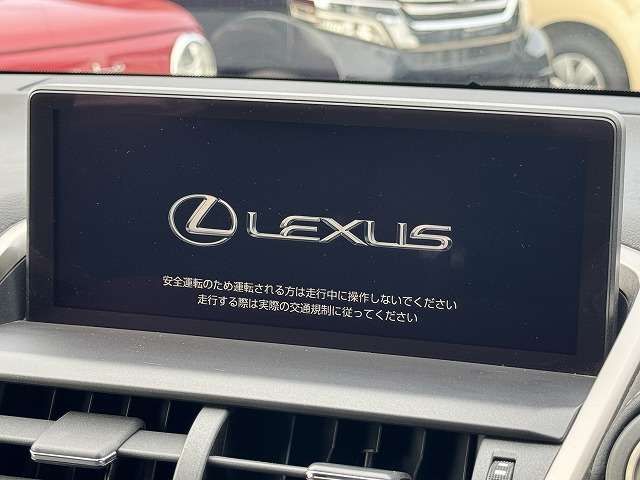 LEXUS
安全運転のため運転される方は走行中に操作しないでください
走行する際は実際の交通規制に従ってください